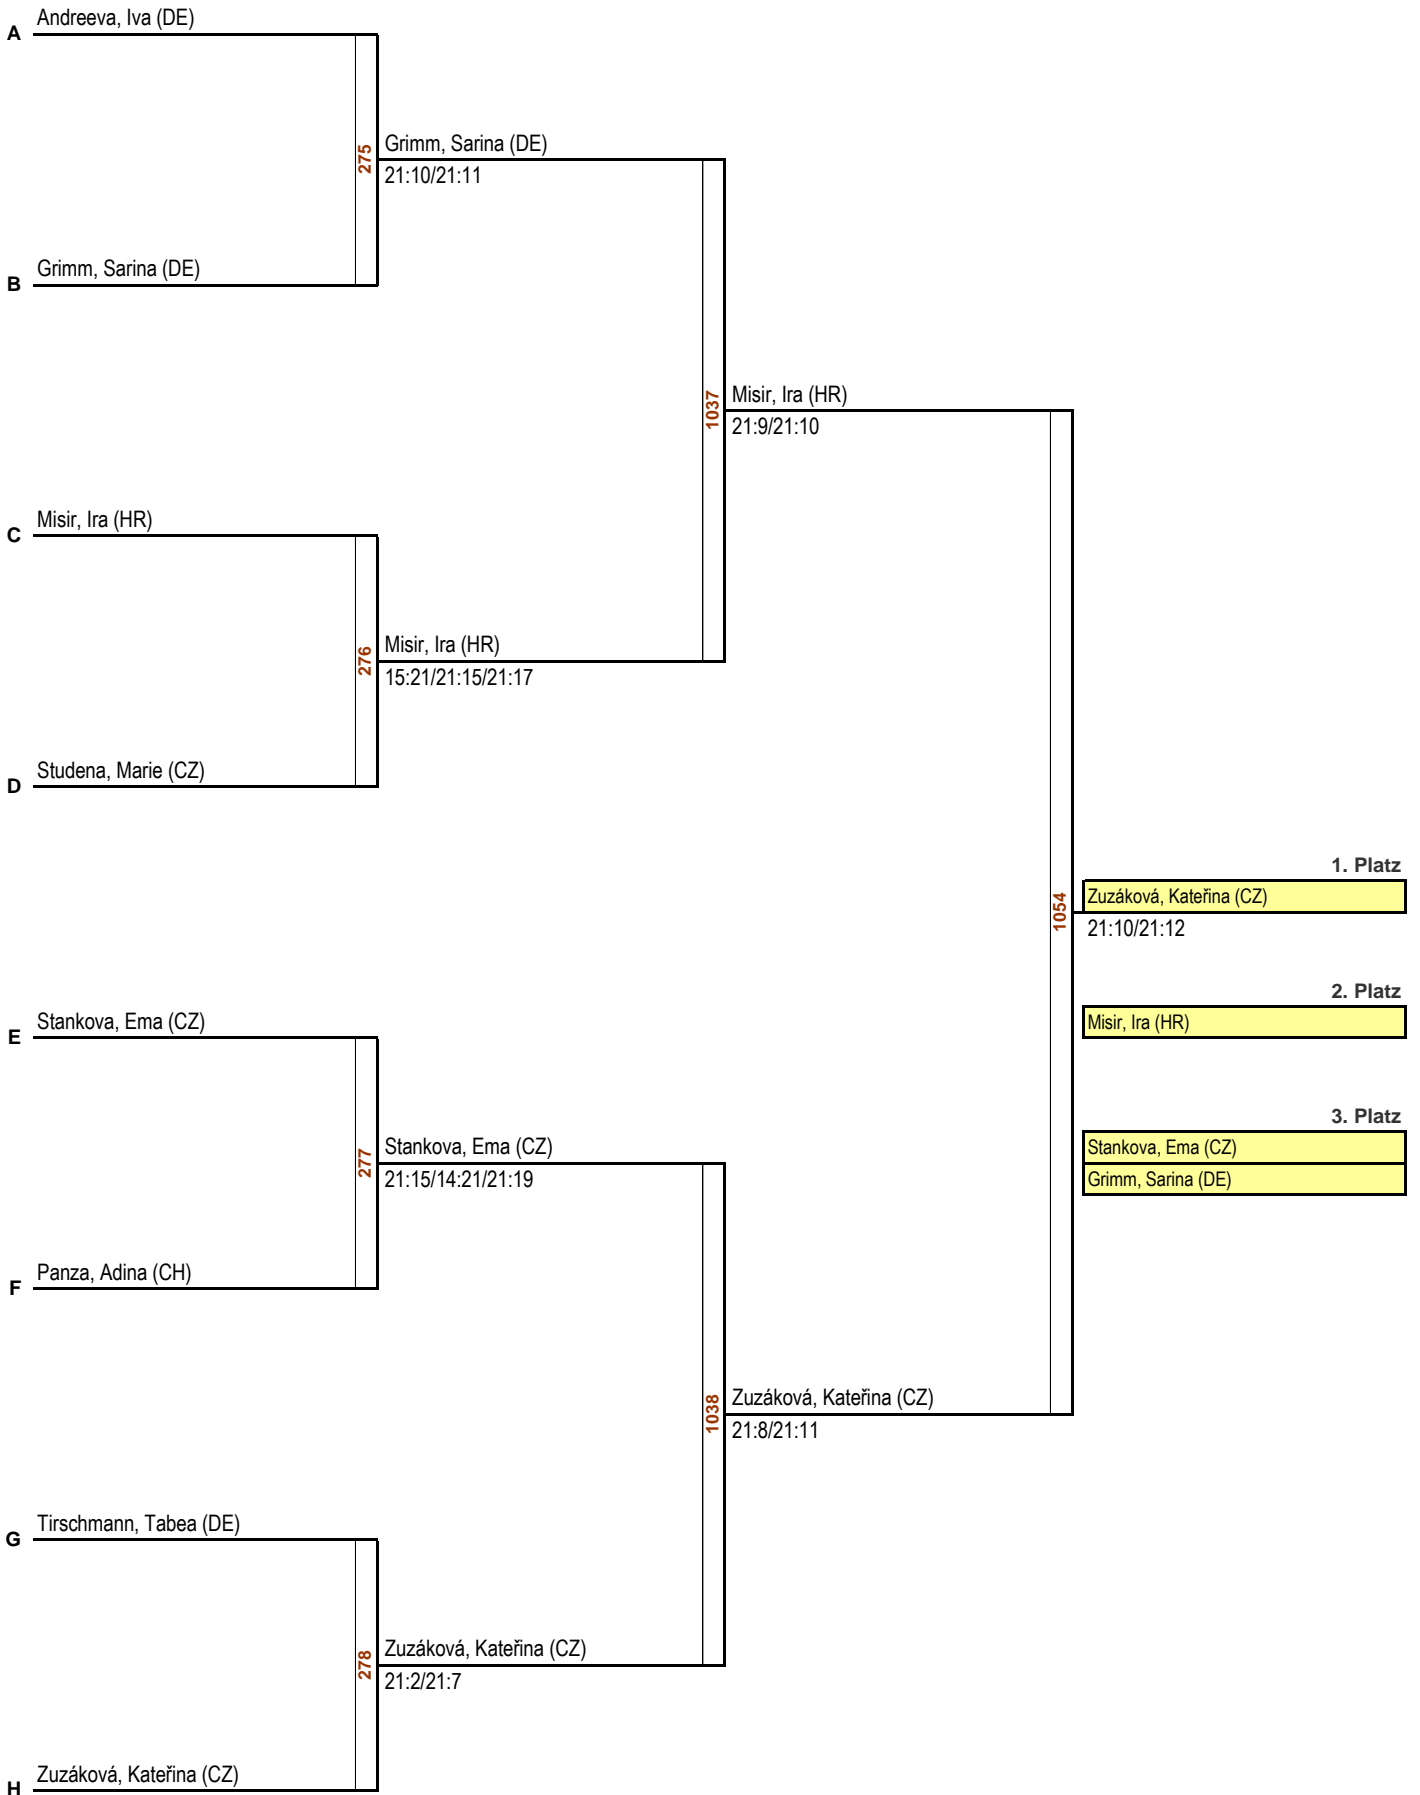 Andreeva, Iva (DE)
A
275
Grimm, Sarina (DE)
21:10/21:11
Grimm, Sarina (DE)
B
1037
Misir, Ira (HR)
21:9/21:10
Misir, Ira (HR)
C
276
Misir, Ira (HR)
15:21/21:15/21:17
Studena, Marie (CZ)
D
1. Platz
1054
Zuzáková, Kateřina (CZ)
21:10/21:12
2. Platz
Misir, Ira (HR)
Stankova, Ema (CZ)
E
3. Platz
Stankova, Ema (CZ)
Grimm, Sarina (DE)
277
Stankova, Ema (CZ)
21:15/14:21/21:19
Panza, Adina (CH)
F
1038
Zuzáková, Kateřina (CZ)
21:8/21:11
Tirschmann, Tabea (DE)
G
278
Zuzáková, Kateřina (CZ)
21:2/21:7
Zuzáková, Kateřina (CZ)
H